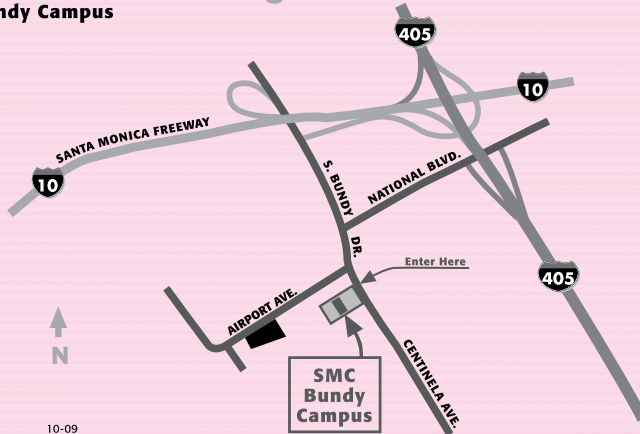 ndy Campus
405
10
SANTA MONICA FREEWAY
10
S. BUNDY
DR.
NATIONAL BLVD.
Enter Here
405
AIRPORT AVE.
N
SMC
Bundy
Campus
CENTINELA AVE.
10-09